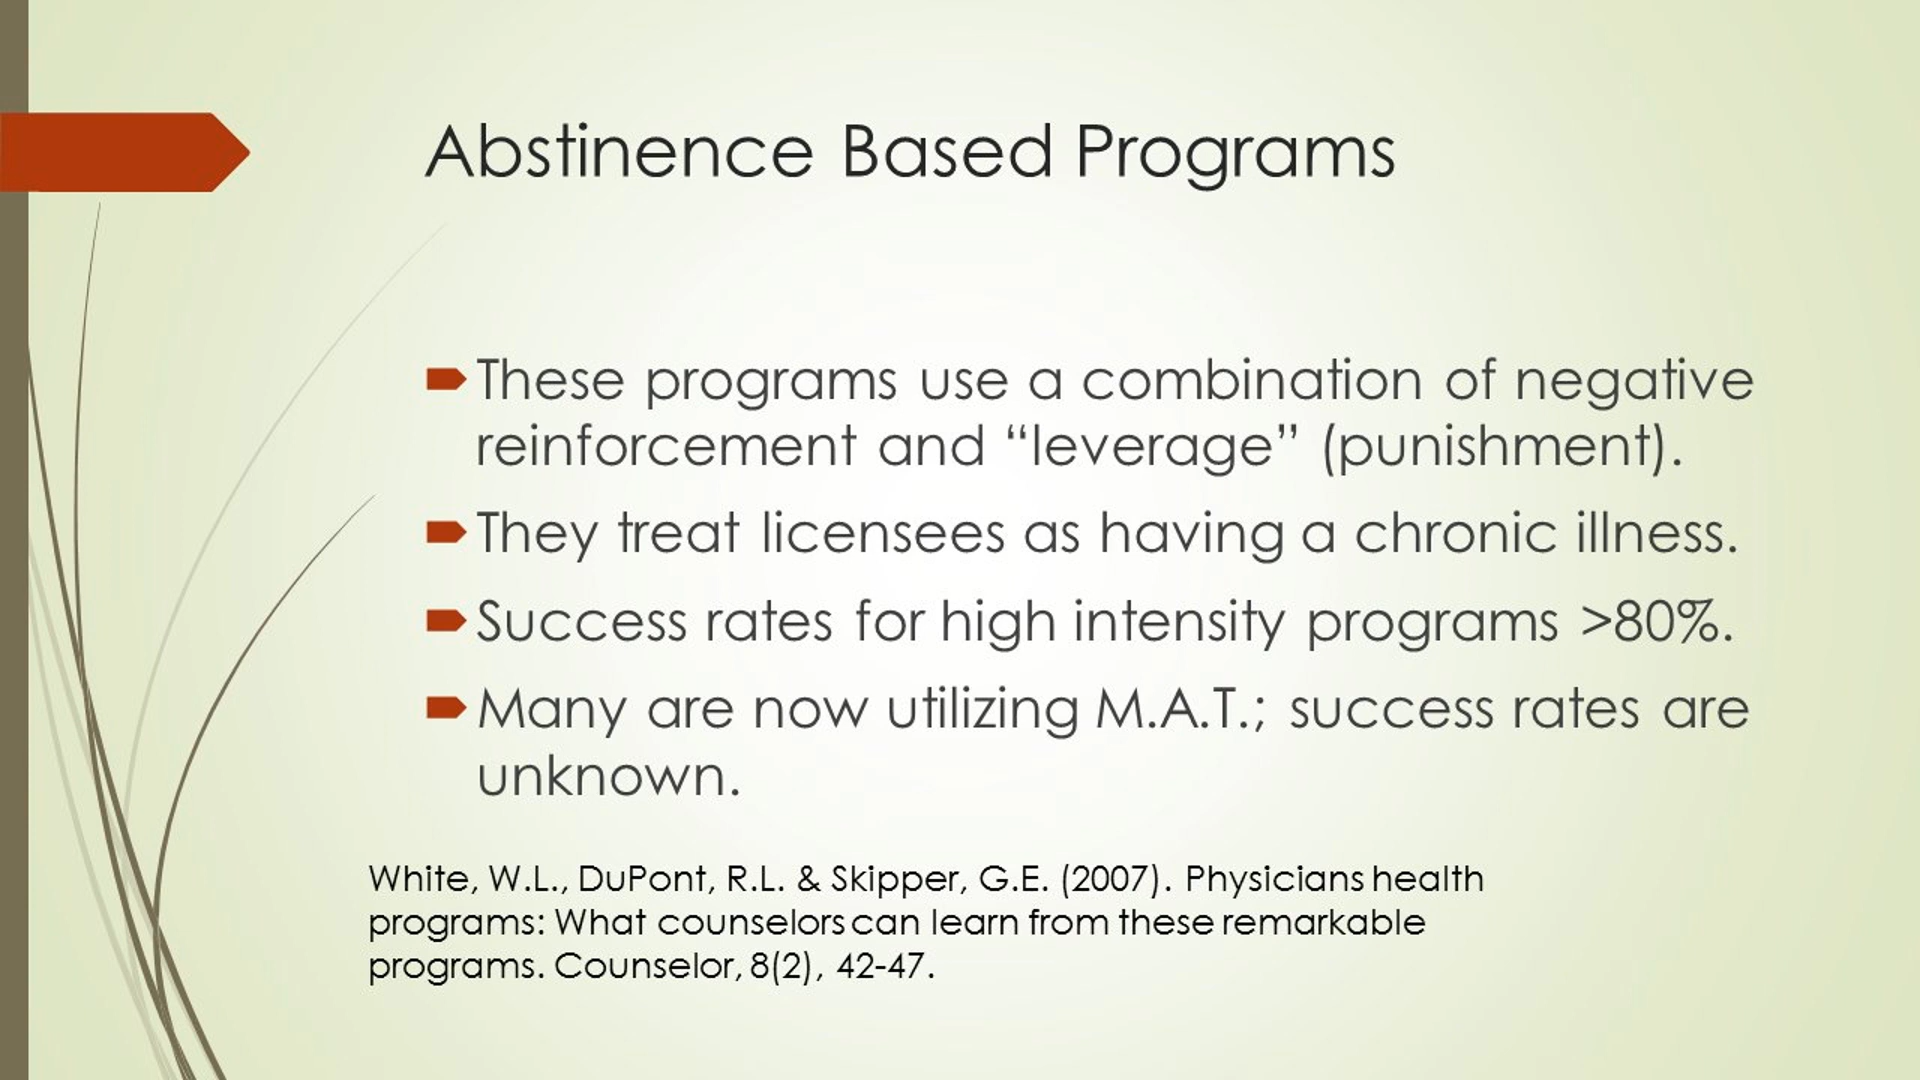 Abstinence Based Programs
These programs use a combination of negative
reinforcement and “leverage” (punishment).
They treat licensees as having a chronic illness.
Success rates for high intensity programs >80%.
Many are now utilizing M.A.T.; success rates are
unknown.
White, W.L., DuPont, R.L. & Skipper, G.E. (2007). Physicians health
programs: What counselors can learn from these remarkable
programs. Counselor, 8(2), 42-47.